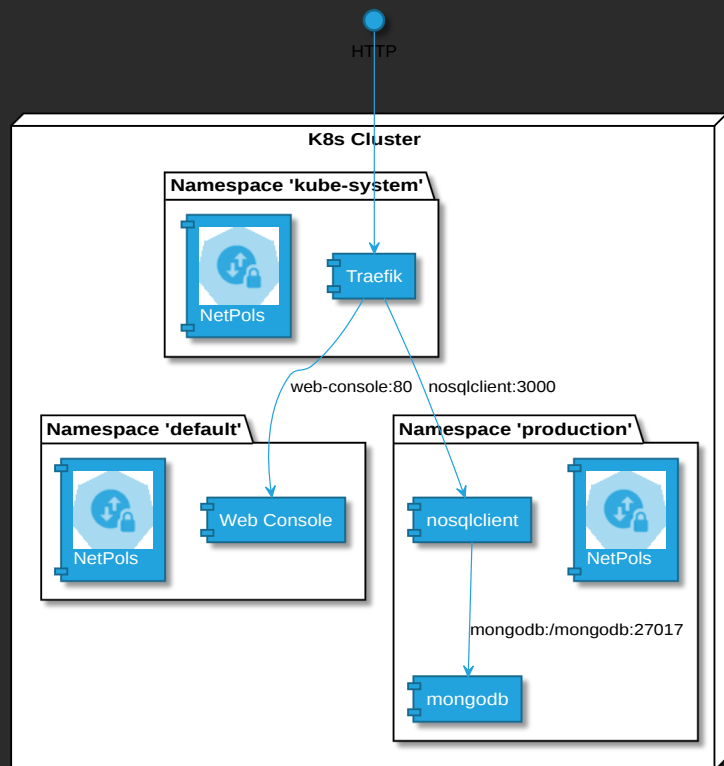 HTTP
K8s Cluster
Namespace 'kube-system'
Traefik
NetPols
web-console:80
nosqlclient:3000
Namespace 'default'
Namespace 'production'
Web Console
nosqlclient
NetPols
NetPols
mongodb:/mongodb:27017
mongodb